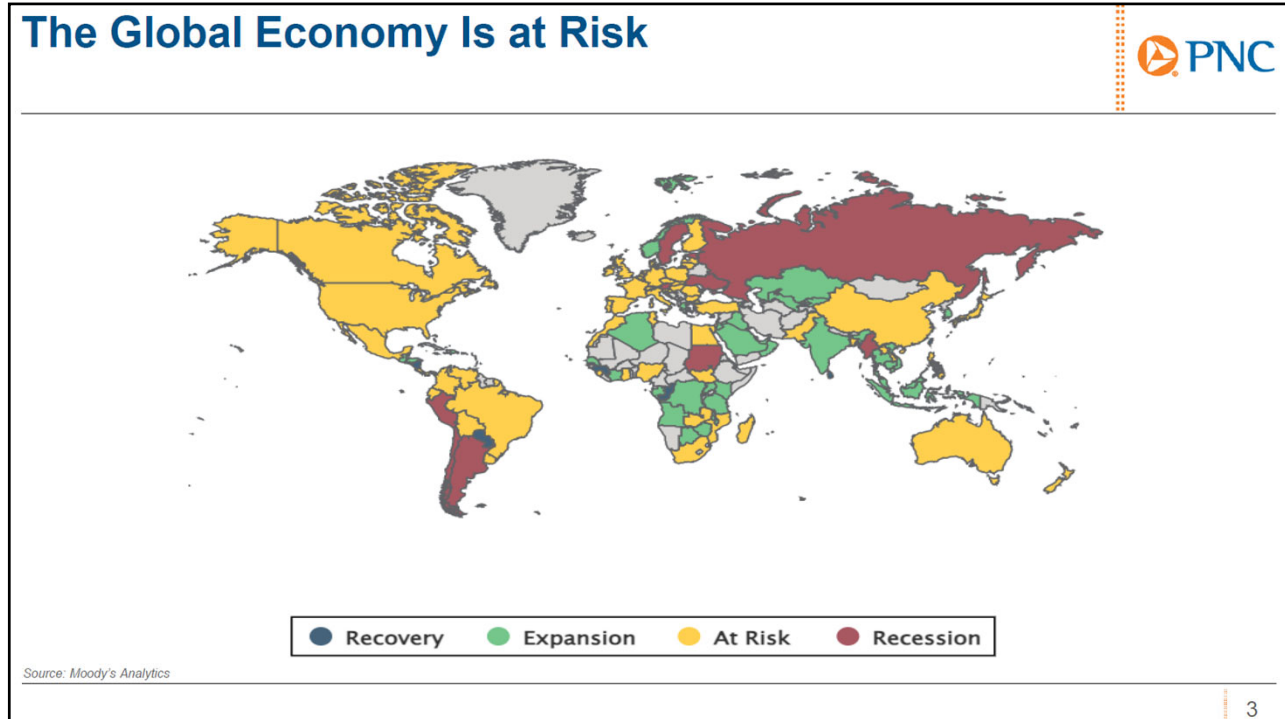 The Global Economy Is at Risk
PNC
Recovery Expansion At Risk Recession
Source: Moody's Analytics
3